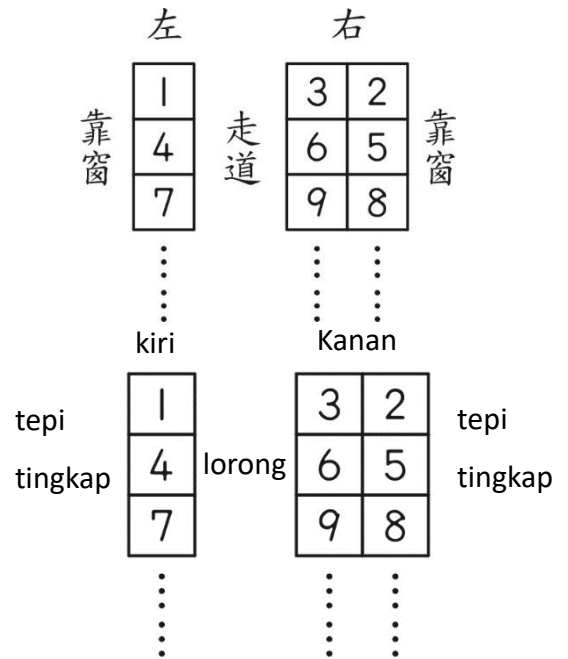 左 右
1 3 2
靠窗 4 走道 6 5 靠窗
7 9 8
kiri Kanan
1 3 2
tepi tingkap 4 lorong 6 5 tepi tingkap
7 9 8